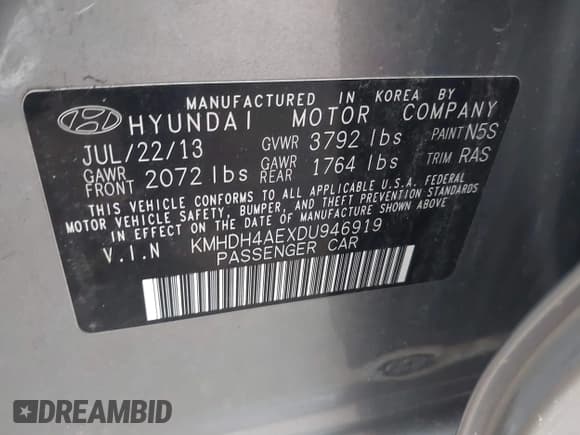 MANUFACTURED IN KOREA BY
HYUNDAI MOTOR COMPANY
JUL/22/13 GVWR 3792 lbs PAINT N5S
GAWR FRONT 2072 lbs GAWR REAR 1764 lbs TRIM RAS
THIS VEHICLE CONFORMS TO ALL APPLICABLE U.S.A. FEDERAL
MOTOR VEHICLE SAFETY, BUMPER, AND THEFT PREVENTION STANDARDS
IN EFFECT ON THE DATE OF MANUFACTURE SHOWN ABOVE.
V.I.N KMHDH4AEXDU946919
PASSENGER CAR
DREAMBID